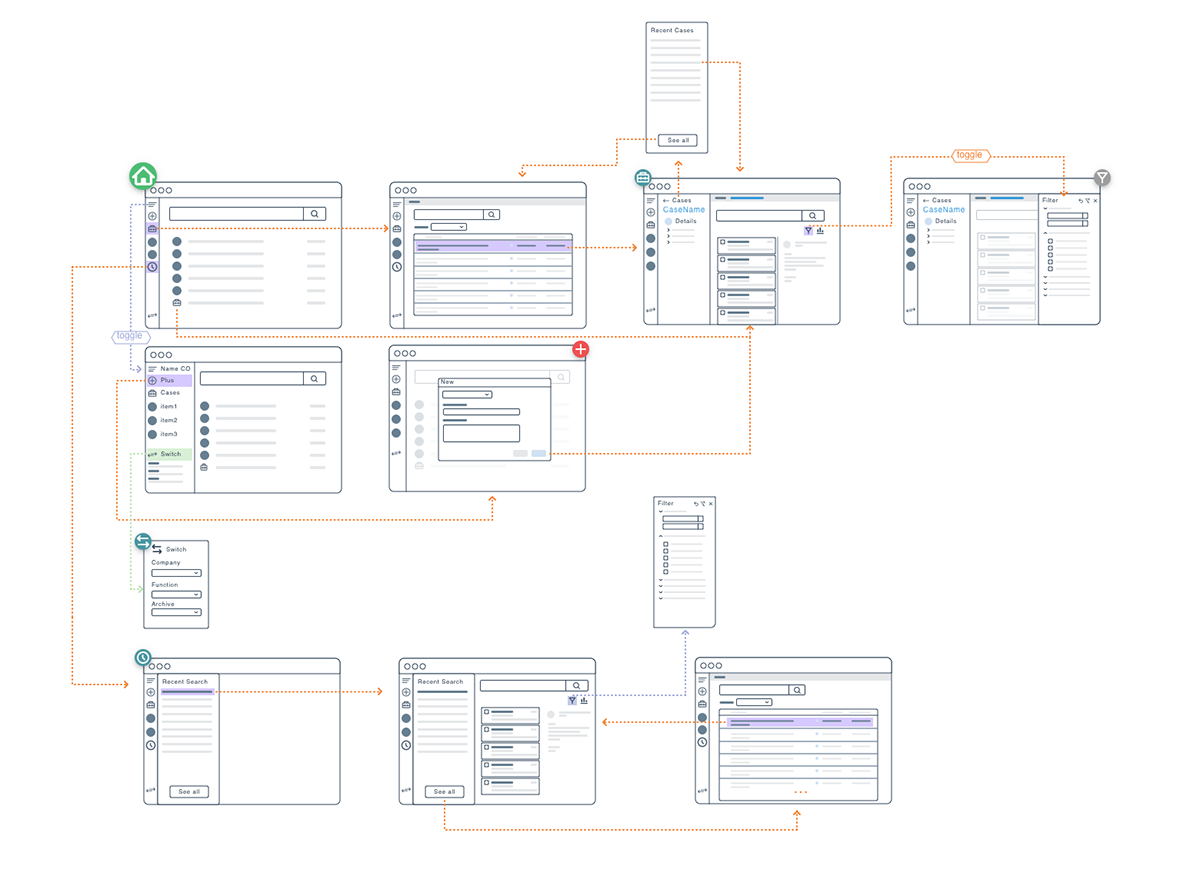 Recent Cases
See all
toggle
Cases
CaseName
Details
Cases
CaseName
Details
Filter
toggle
Name CO
Plus
Cases
item1
item2
item3
Switch
New
Filter
Switch
Company
Function
Archive
Recent Search
See all
Recent Search
See all